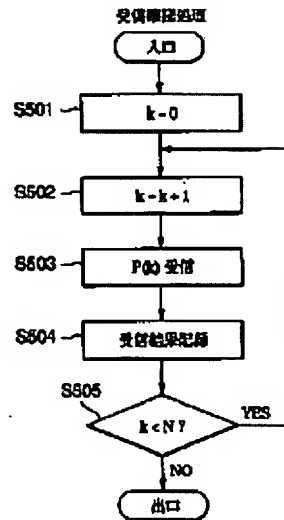 受信確認処理
入口
S501
k-0
S502
k-k+1
S503
P(k) 受信
S504
受信結果記録
S505
k<N?
YES
NO
出口